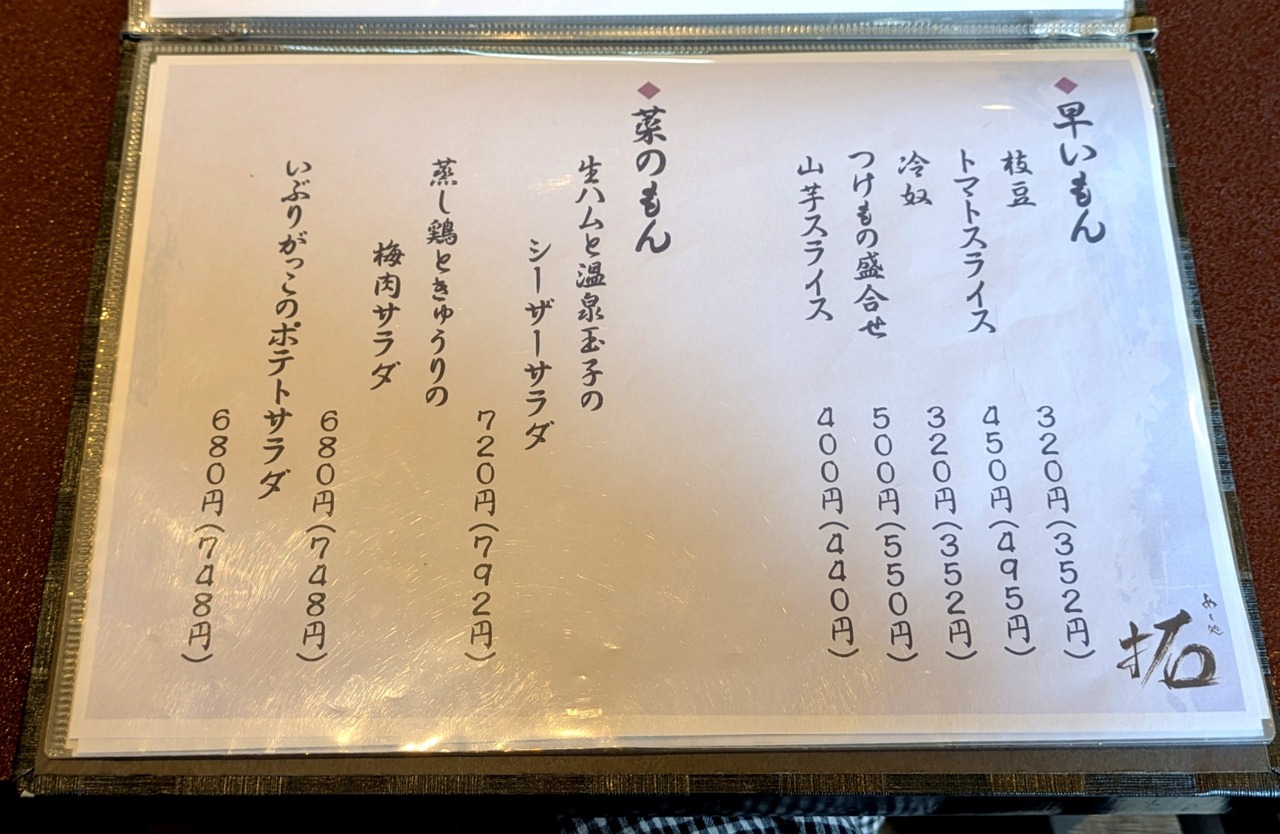 早いもん
枝豆
320円(352円)
トマトスライス
450円(495円)
冷奴
320円(352円)
つけもの盛合せ
500円(550円)
山芋スライス
400円(440円)
菜のもん
生ハムと温泉玉子の
シーザーサラダ
720円(792円)
蒸し鶏ときゅうりの
梅肉サラダ
680円(748円)
いぶりがっこのポテトサラダ
680円(748円)
拓